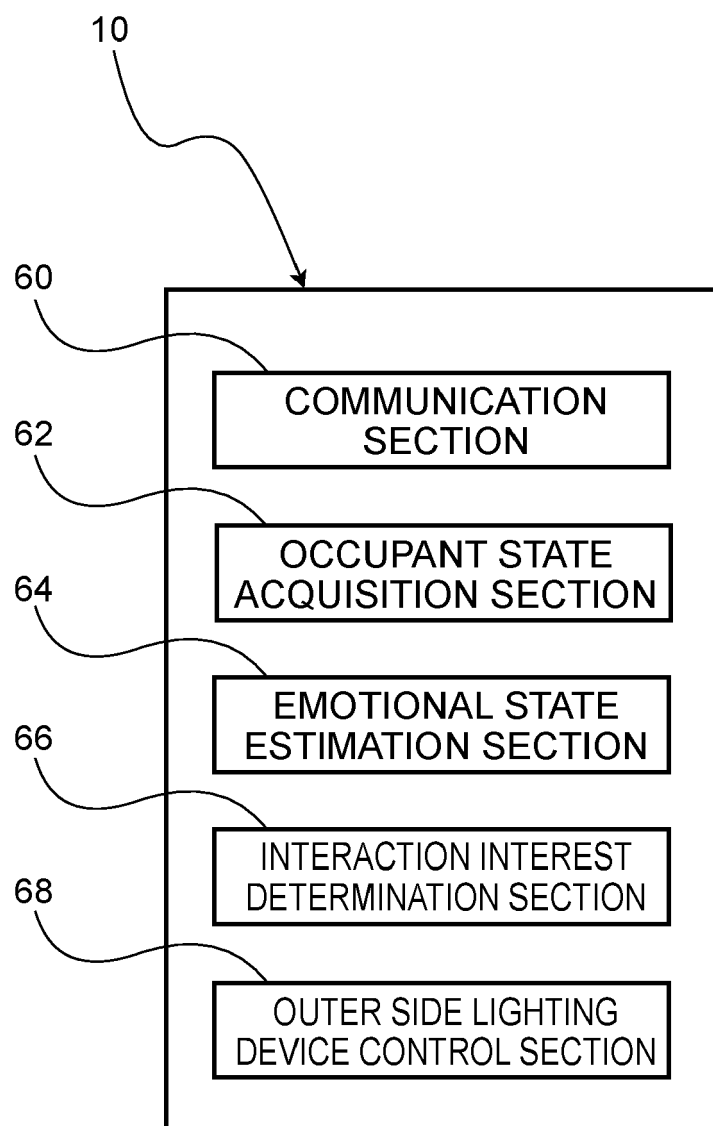 10
60
COMMUNICATION
SECTION
62
OCCUPANT STATE
ACQUISITION SECTION
64
EMOTIONAL STATE
ESTIMATION SECTION
66
INTERACTION INTEREST
DETERMINATION SECTION
68
OUTER SIDE LIGHTING
DEVICE CONTROL SECTION